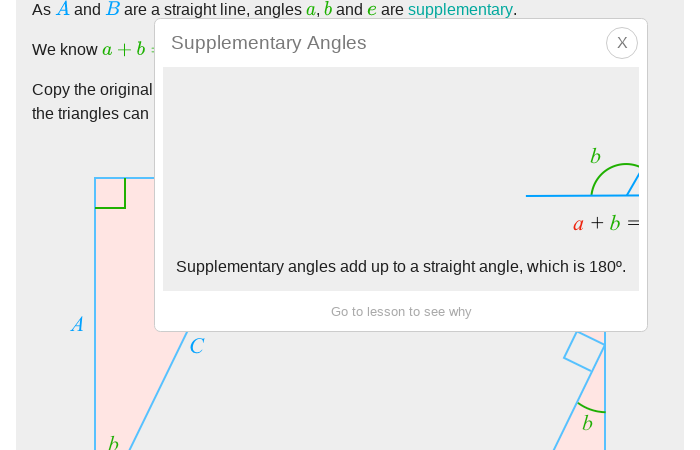 As A and B are a straight line, angles a, b and e are supplementary.
We know a + b =
Copy the original
the triangles can
Supplementary Angles
X
b
a + b =
Supplementary angles add up to a straight angle, which is 180º.
Go to lesson to see why
A
C
b
b